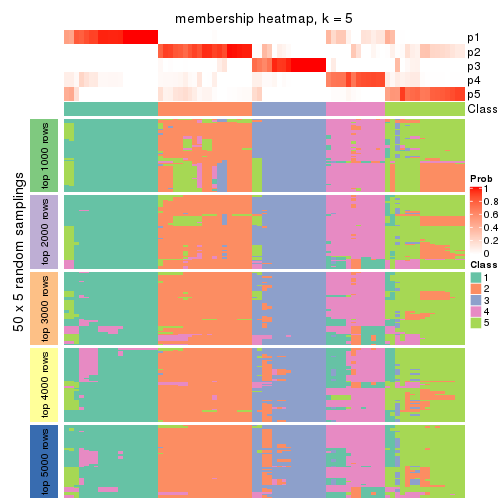 membership heatmap, k = 5
p1
p2
p3
p4
p5
Class
50 x 5 random samplings
top 1000 rows
top 2000 rows
top 3000 rows
top 4000 rows
top 5000 rows
Prob
1
0.8
0.6
0.4
0.2
0
Class
1
2
3
4
5